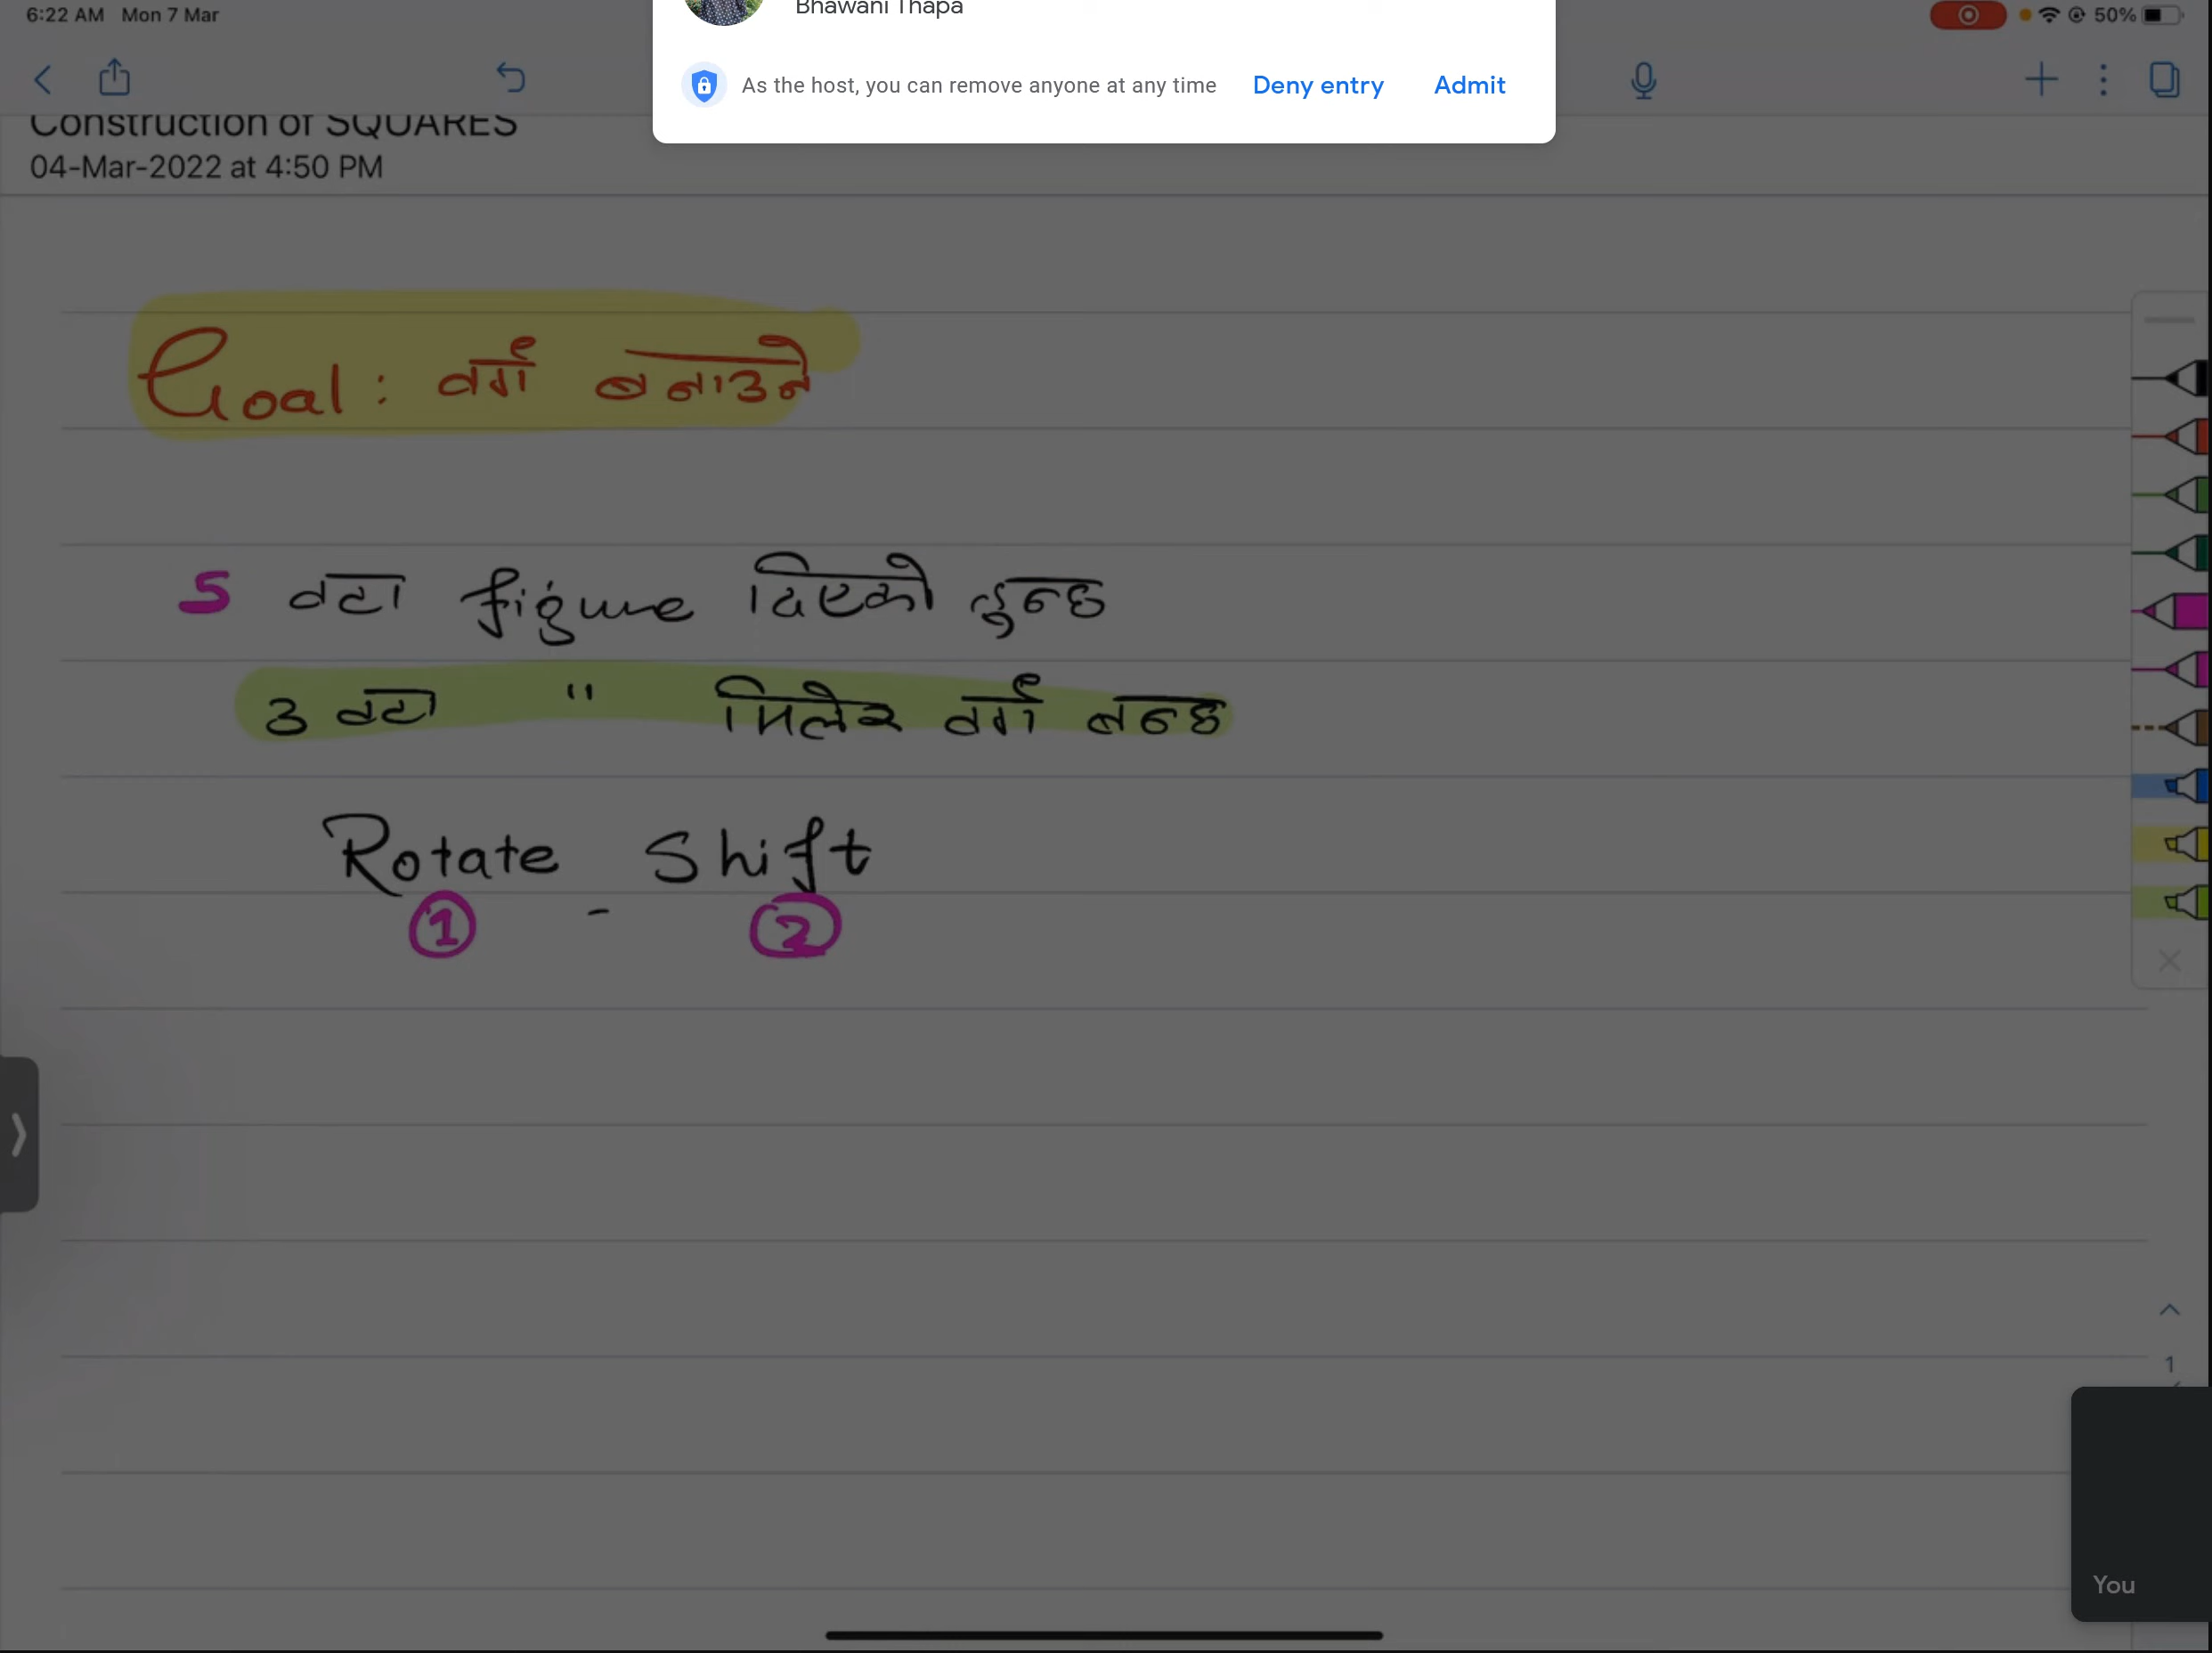 6:22 AM Mon 7 Mar
50%
Bhawani Thapa
As the host, you can remove anyone at any time Deny entry Admit
Construction of SQUARES
04-Mar-2022 at 4:50 PM
Goal: वर्ग बनाउने
5 वटा figure दिएको हुन्छ
3 वटा " मिलेर वर्ग बन्छ
Rotate - Shift
1 - 2
1
You